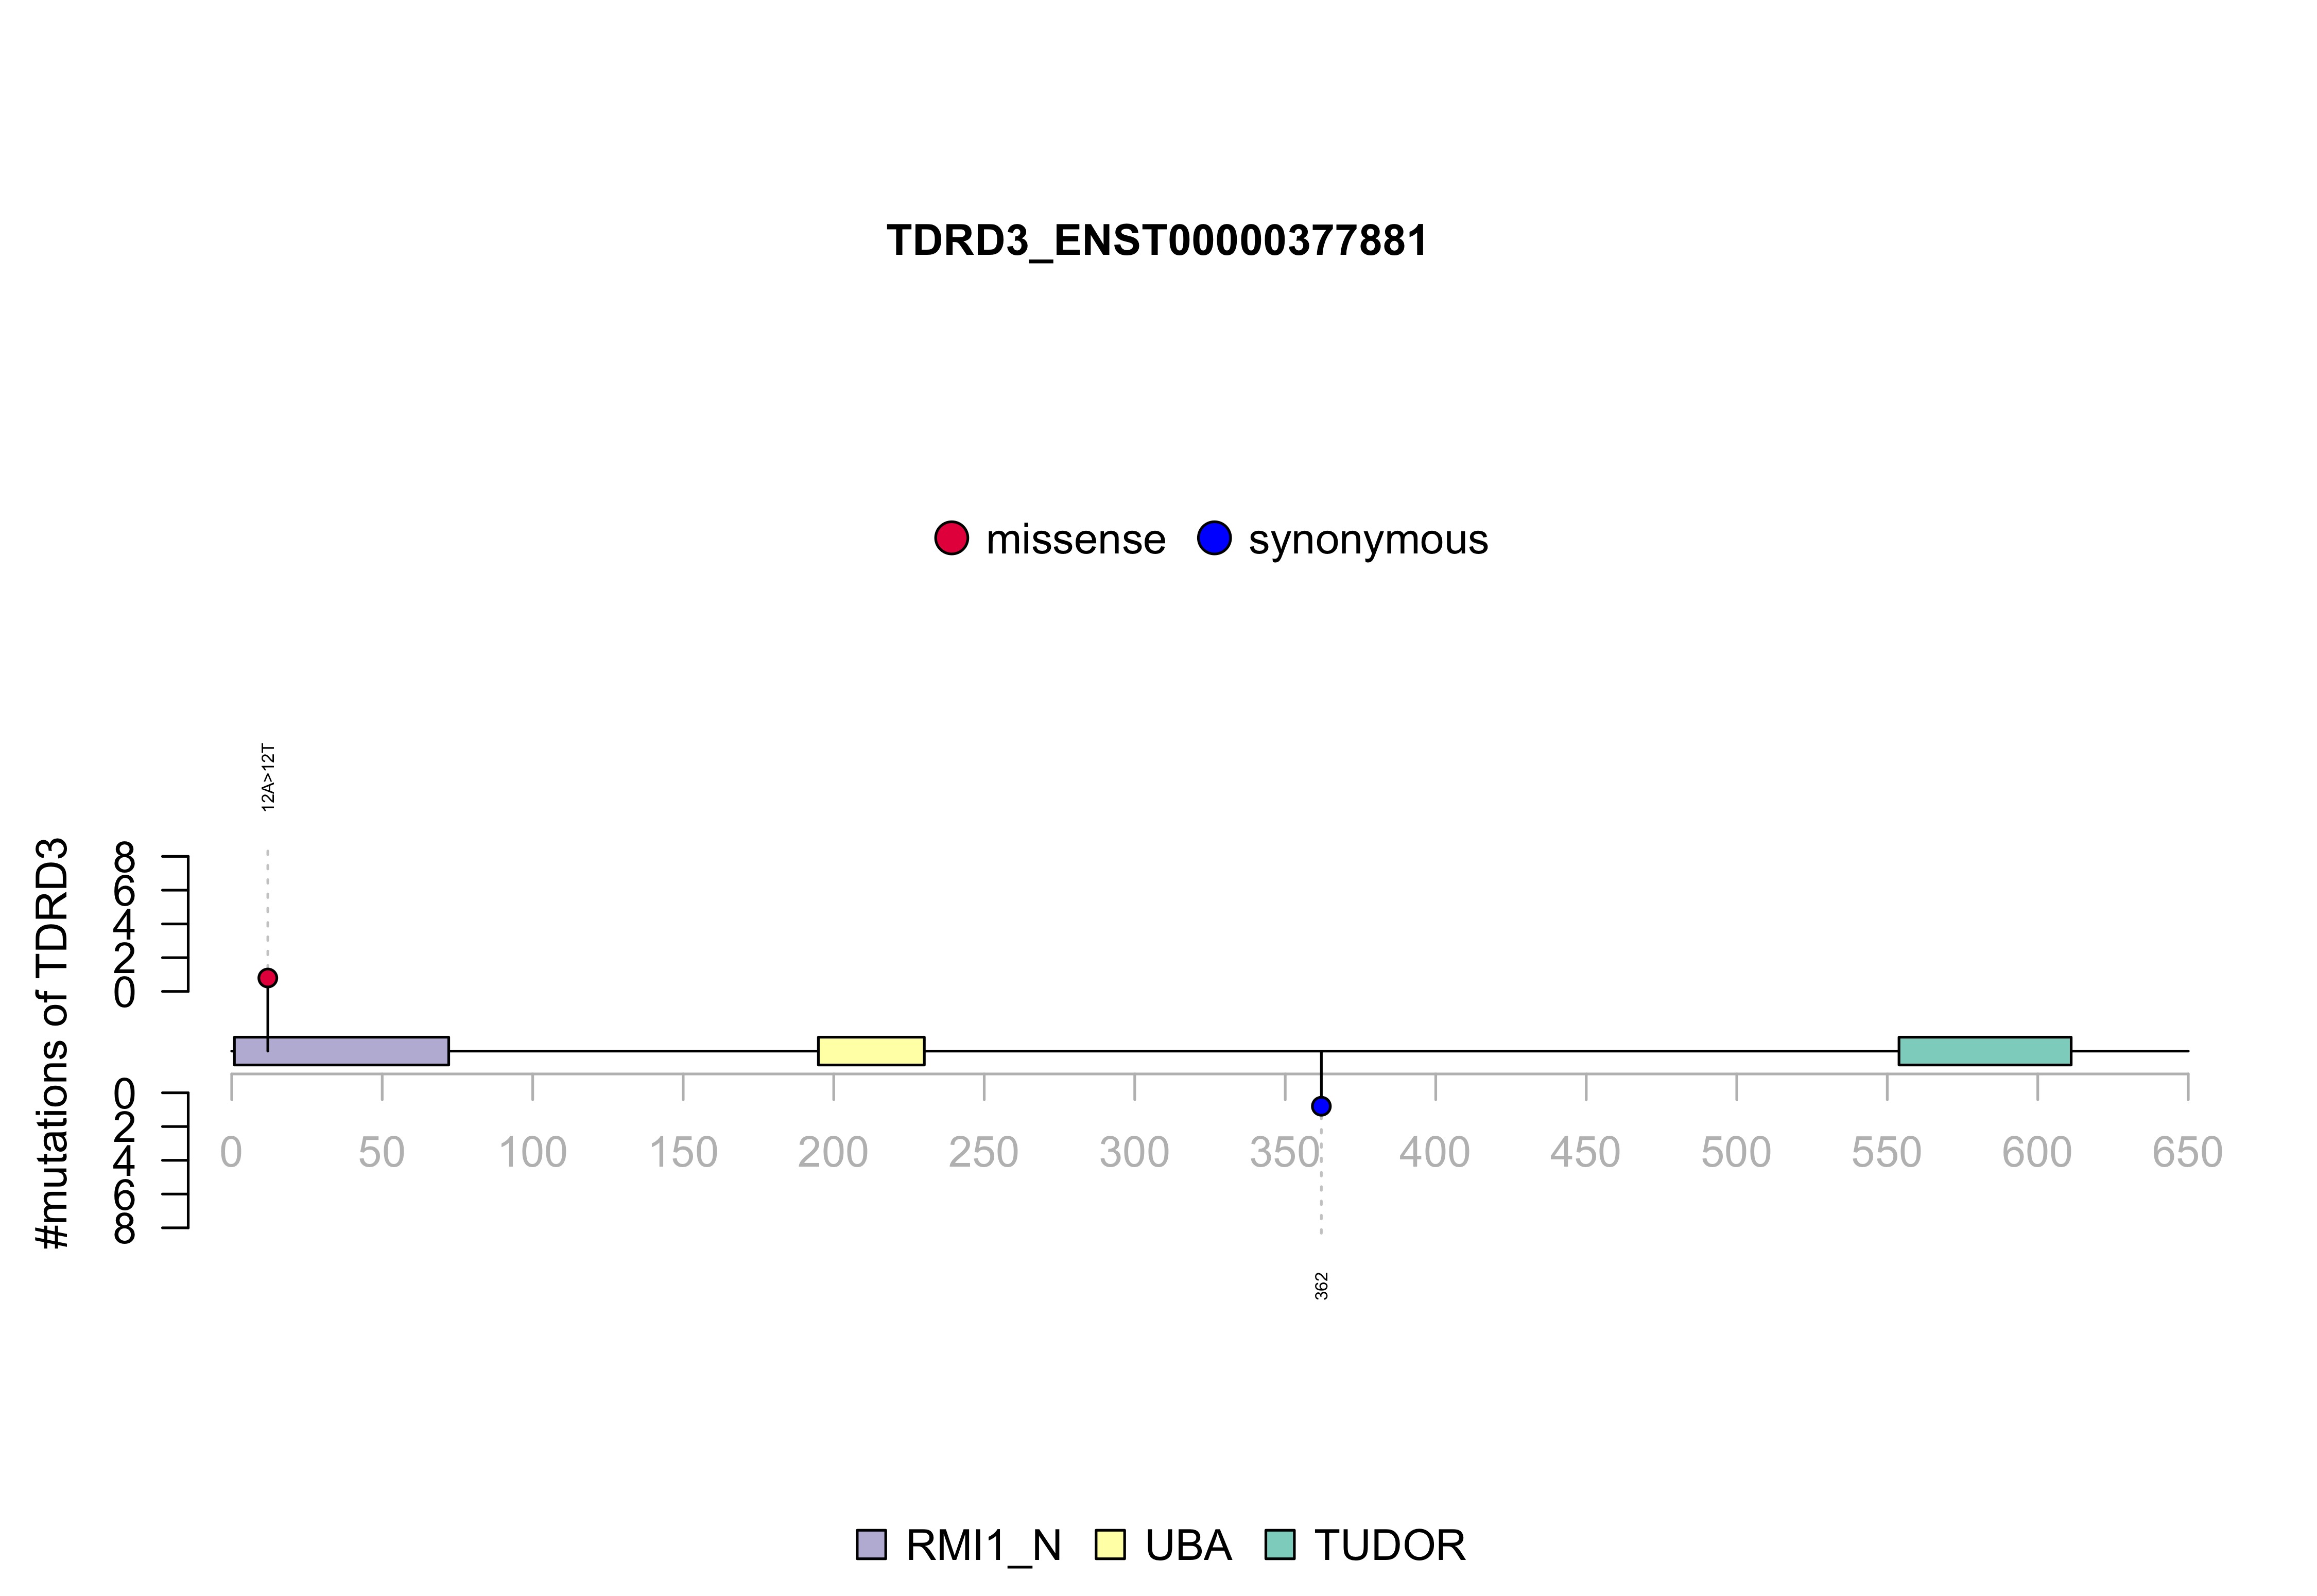 TDRD3_ENST00000377881
missense synonymous
12A>12T
#mutations of TDRD3
8
6
4
2
0
0
2
4
6
8
0 50 100 150 200 250 300 350 400 450 500 550 600 650
362
RMI1_N UBA TUDOR